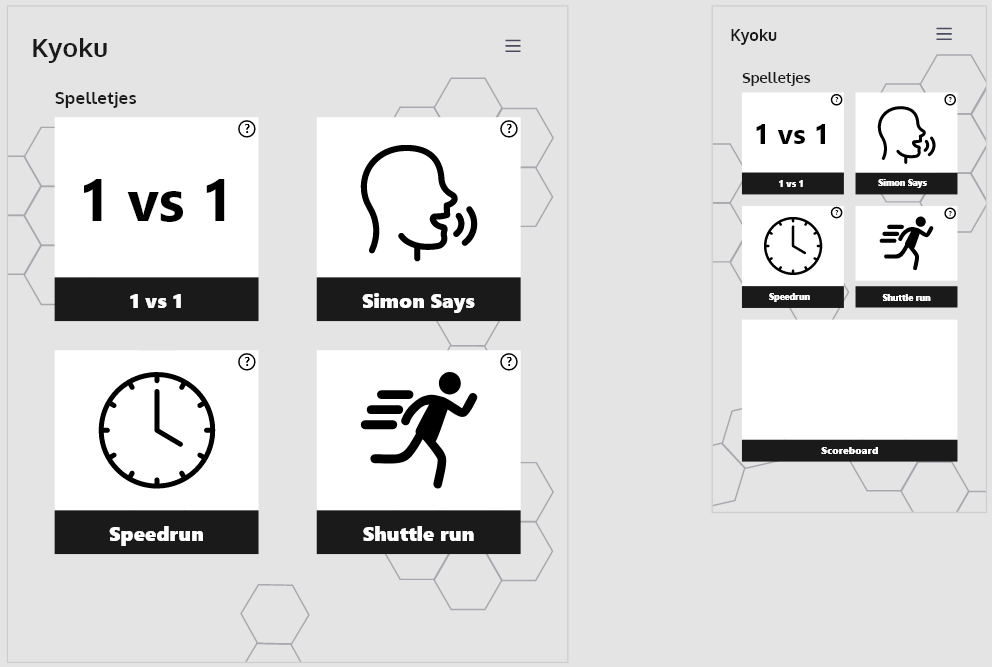 Kyoku
Spelletjes
?
?
1 vs 1
1 vs 1
Simon Says
?
?
Speedrun
Shuttle run
Kyoku
Spelletjes
?
?
1 vs 1
1 vs 1
Simon Says
?
?
Speedrun
Shuttle run
Scoreboard